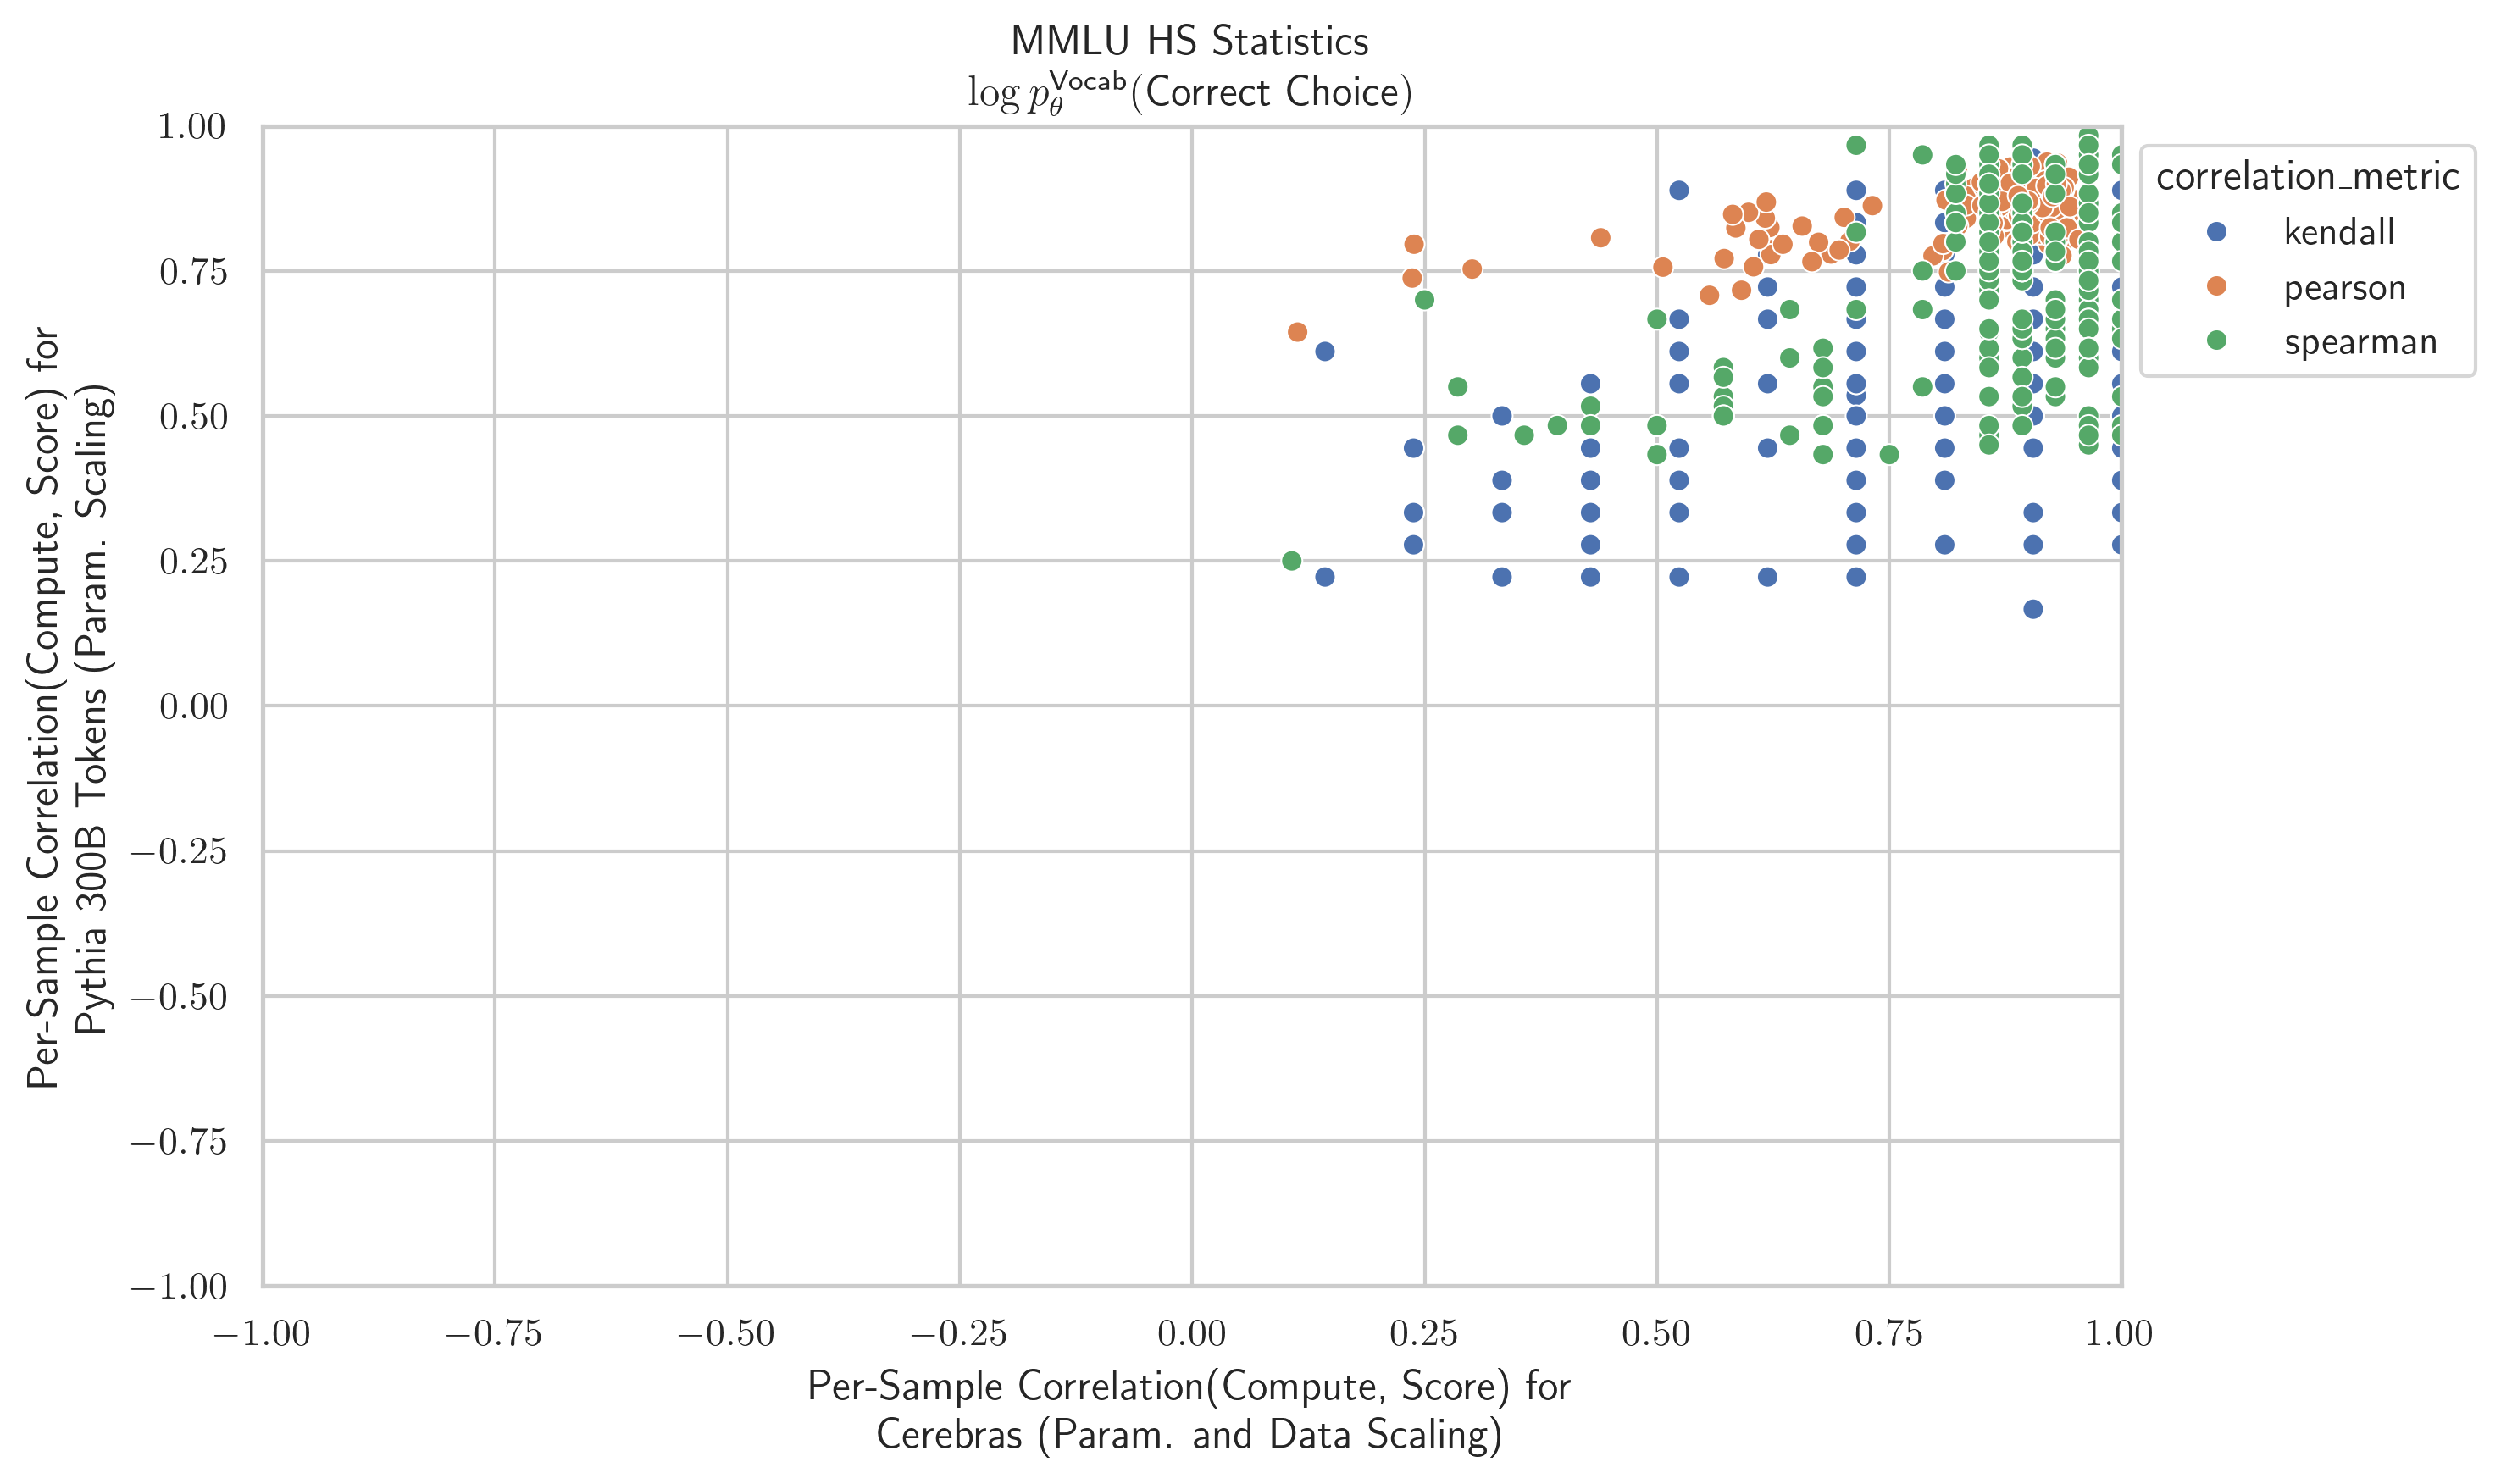 MMLU HS Statistics
log p_θ^Vocab(Correct Choice)
1.00
0.75
0.50
0.25
0.00
−0.25
−0.50
−0.75
−1.00
Per-Sample Correlation(Compute, Score) for
Pythia 300B Tokens (Param. Scaling)
−1.00
−0.75
−0.50
−0.25
0.00
0.25
0.50
0.75
1.00
Per-Sample Correlation(Compute, Score) for
Cerebras (Param. and Data Scaling)
correlation_metric
kendall
pearson
spearman